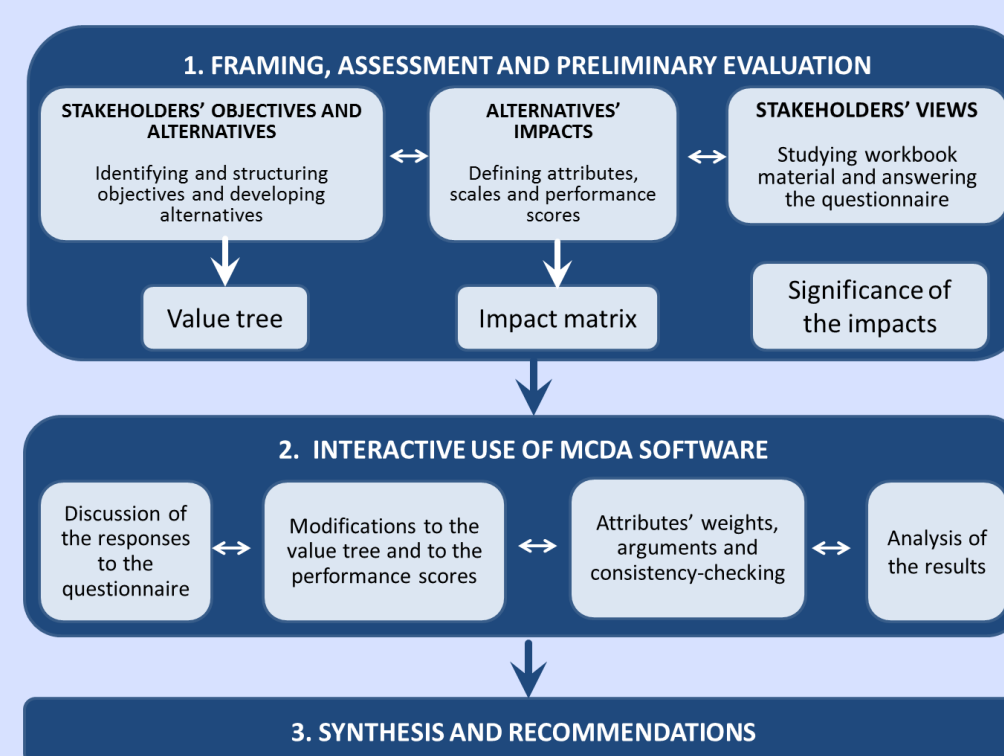 1. FRAMING, ASSESSMENT AND PRELIMINARY EVALUATION
STAKEHOLDERS’ OBJECTIVES AND
ALTERNATIVES
Identifying and structuring
objectives and developing
alternatives
ALTERNATIVES’
IMPACTS
Defining attributes,
scales and performance
scores
STAKEHOLDERS’ VIEWS
Studying workbook
material and answering
the questionnaire
Value tree
Impact matrix
Significance of
the impacts
2. INTERACTIVE USE OF MCDA SOFTWARE
Discussion of
the responses
to the
questionnaire
Modifications to the
value tree and to the
performance scores
Attributes’ weights,
arguments and
consistency-checking
Analysis of
the results
3. SYNTHESIS AND RECOMMENDATIONS